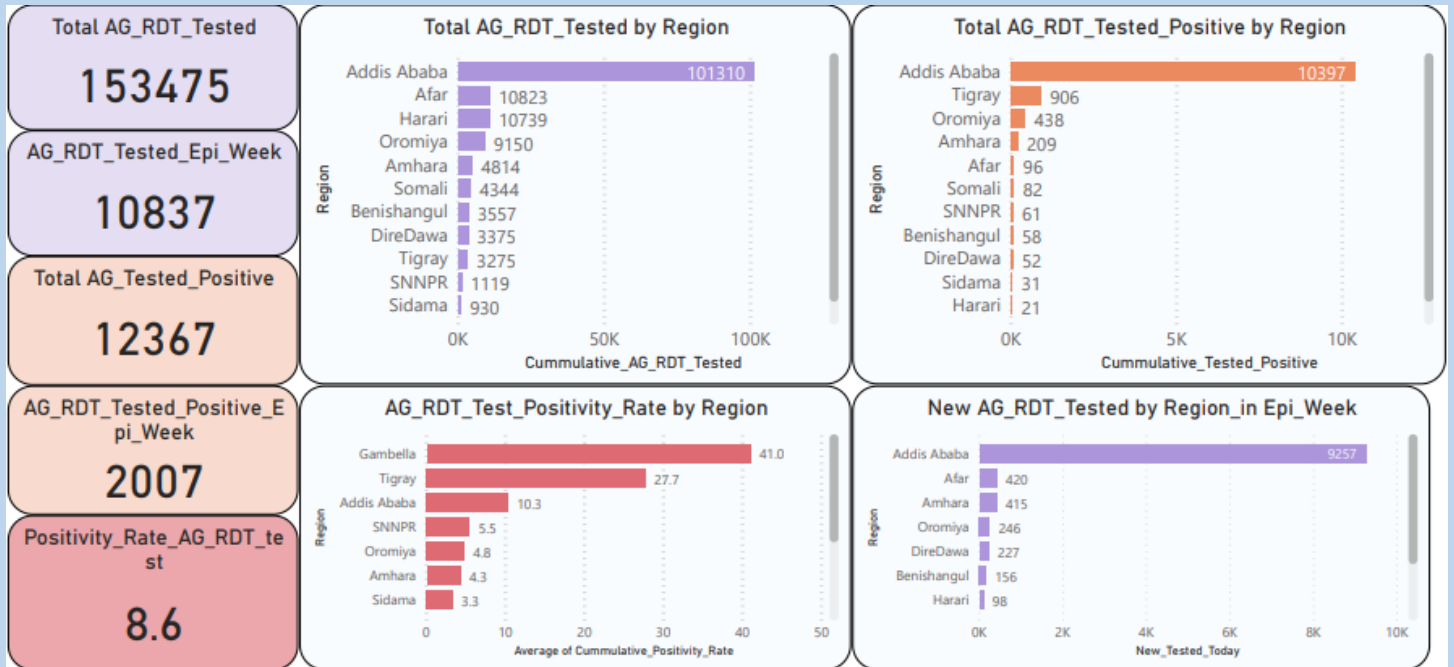 Total AG_RDT_Tested
153475
AG_RDT_Tested_Epi_Week
10837
Total AG_Tested_Positive
12367
AG_RDT_Tested_Positive_E
pi_Week
2007
Positivity_Rate_AG_RDT_te
st
8.6
Total AG_RDT_Tested by Region
Region
Addis Ababa 101310
Afar 10823
Harari 10739
Oromiya 9150
Amhara 4814
Somali 4344
Benishangul 3557
DireDawa 3375
Tigray 3275
SNNPR 1119
Sidama 930
0K 50K 100K
Cummulative_AG_RDT_Tested
Total AG_RDT_Tested_Positive by Region
Region
Addis Ababa 10397
Tigray 906
Oromiya 438
Amhara 209
Afar 96
Somali 82
SNNPR 61
Benishangul 58
DireDawa 52
Sidama 31
Harari 21
0K 5K 10K
Cummulative_Tested_Positive
AG_RDT_Test_Positivity_Rate by Region
Region
Gambella 41.0
Tigray 27.7
Addis Ababa 10.3
SNNPR 5.5
Oromiya 4.8
Amhara 4.3
Sidama 3.3
0 10 20 30 40 50
Average of Cummulative_Positivity_Rate
New AG_RDT_Tested by Region_in Epi_Week
Region
Addis Ababa 9257
Afar 420
Amhara 415
Oromiya 246
DireDawa 227
Benishangul 156
Harari 98
0K 2K 4K 6K 8K 10K
New_Tested_Today